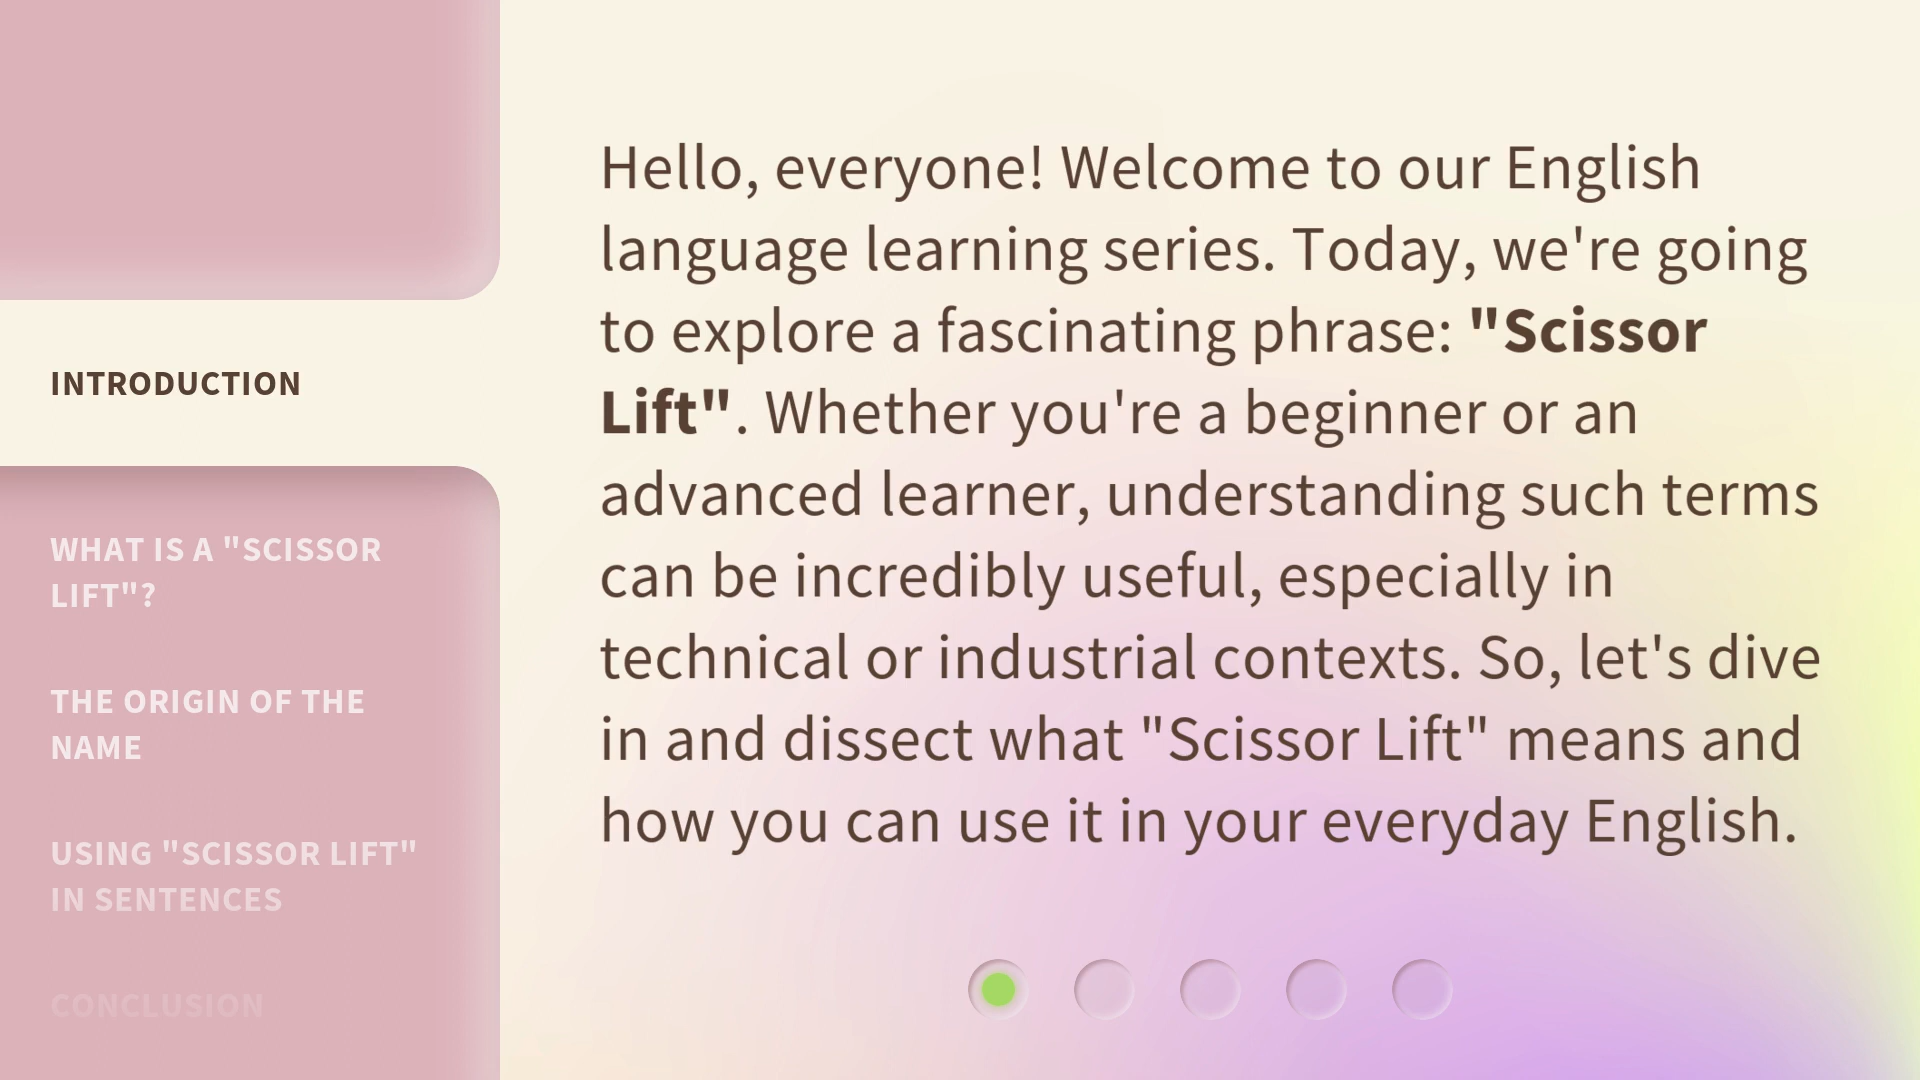 INTRODUCTION
WHAT IS A "SCISSOR
LIFT"?
THE ORIGIN OF THE
NAME
USING "SCISSOR LIFT"
IN SENTENCES
CONCLUSION
Hello, everyone! Welcome to our English
language learning series. Today, we're going
to explore a fascinating phrase: "Scissor
Lift". Whether you're a beginner or an
advanced learner, understanding such terms
can be incredibly useful, especially in
technical or industrial contexts. So, let's dive
in and dissect what "Scissor Lift" means and
how you can use it in your everyday English.